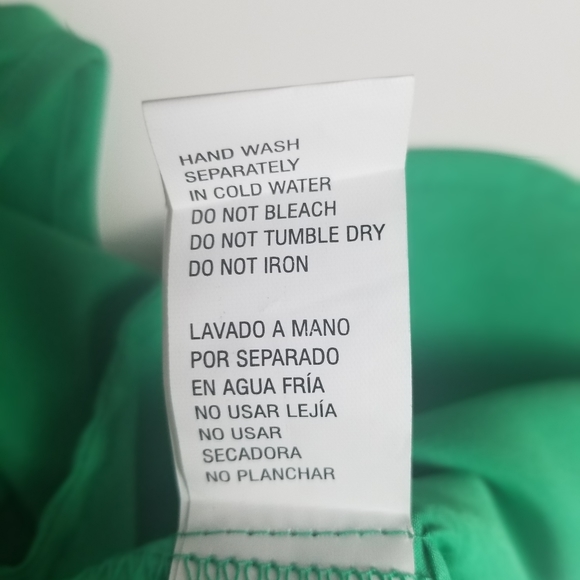 HAND WASH
SEPARATELY
IN COLD WATER
DO NOT BLEACH
DO NOT TUMBLE DRY
DO NOT IRON
LAVADO A MANO
POR SEPARADO
EN AGUA FRÍA
NO USAR LEJÍA
NO USAR
SECADORA
NO PLANCHAR